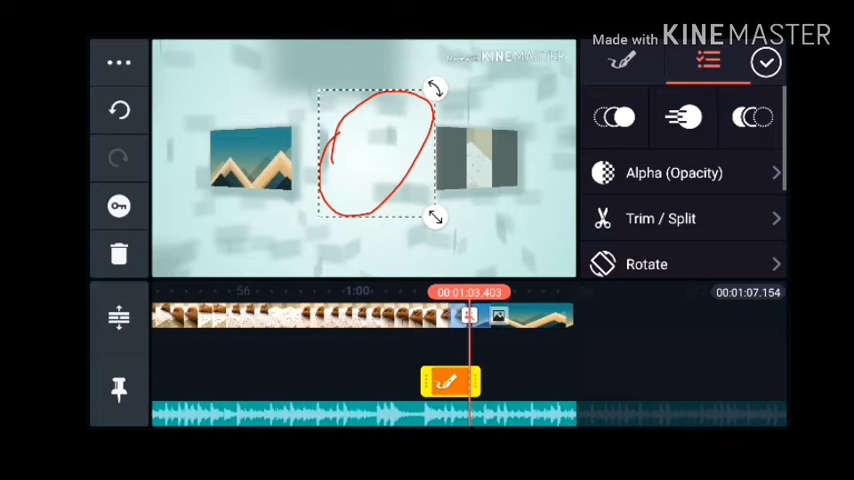 Made with KINEMASTER
Made with KINEMASTER
Alpha (Opacity)
Trim / Split
Rotate
56
-1:00
00:01:03.403
00:01:07.154